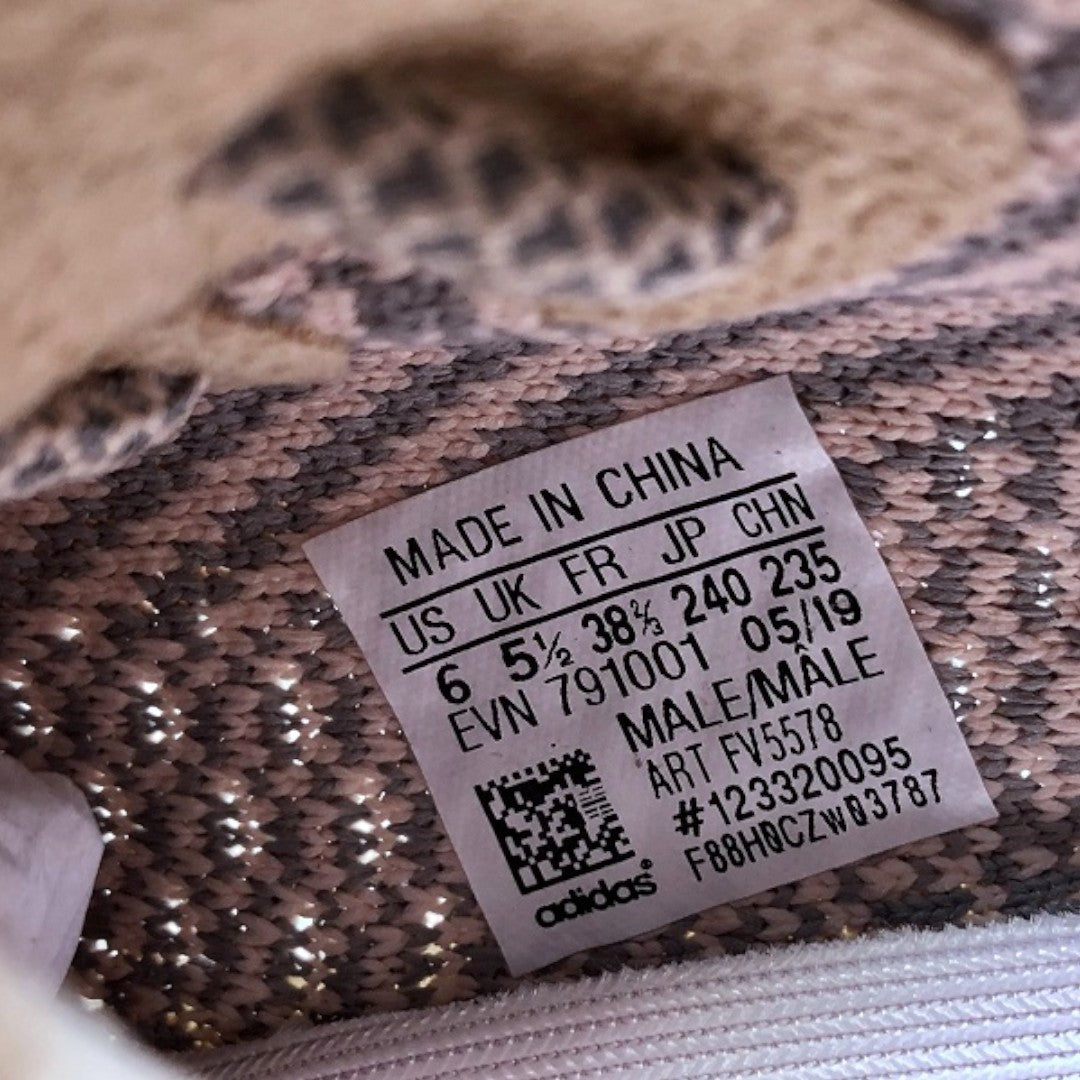 MADE IN CHINA
US UK FR JP CHN
6 5½ 38⅔ 240 235
EVN 791001 05/19
MALE/MÂLE
ART FV5578
#123320095
F88H0CZW03787
adidas®